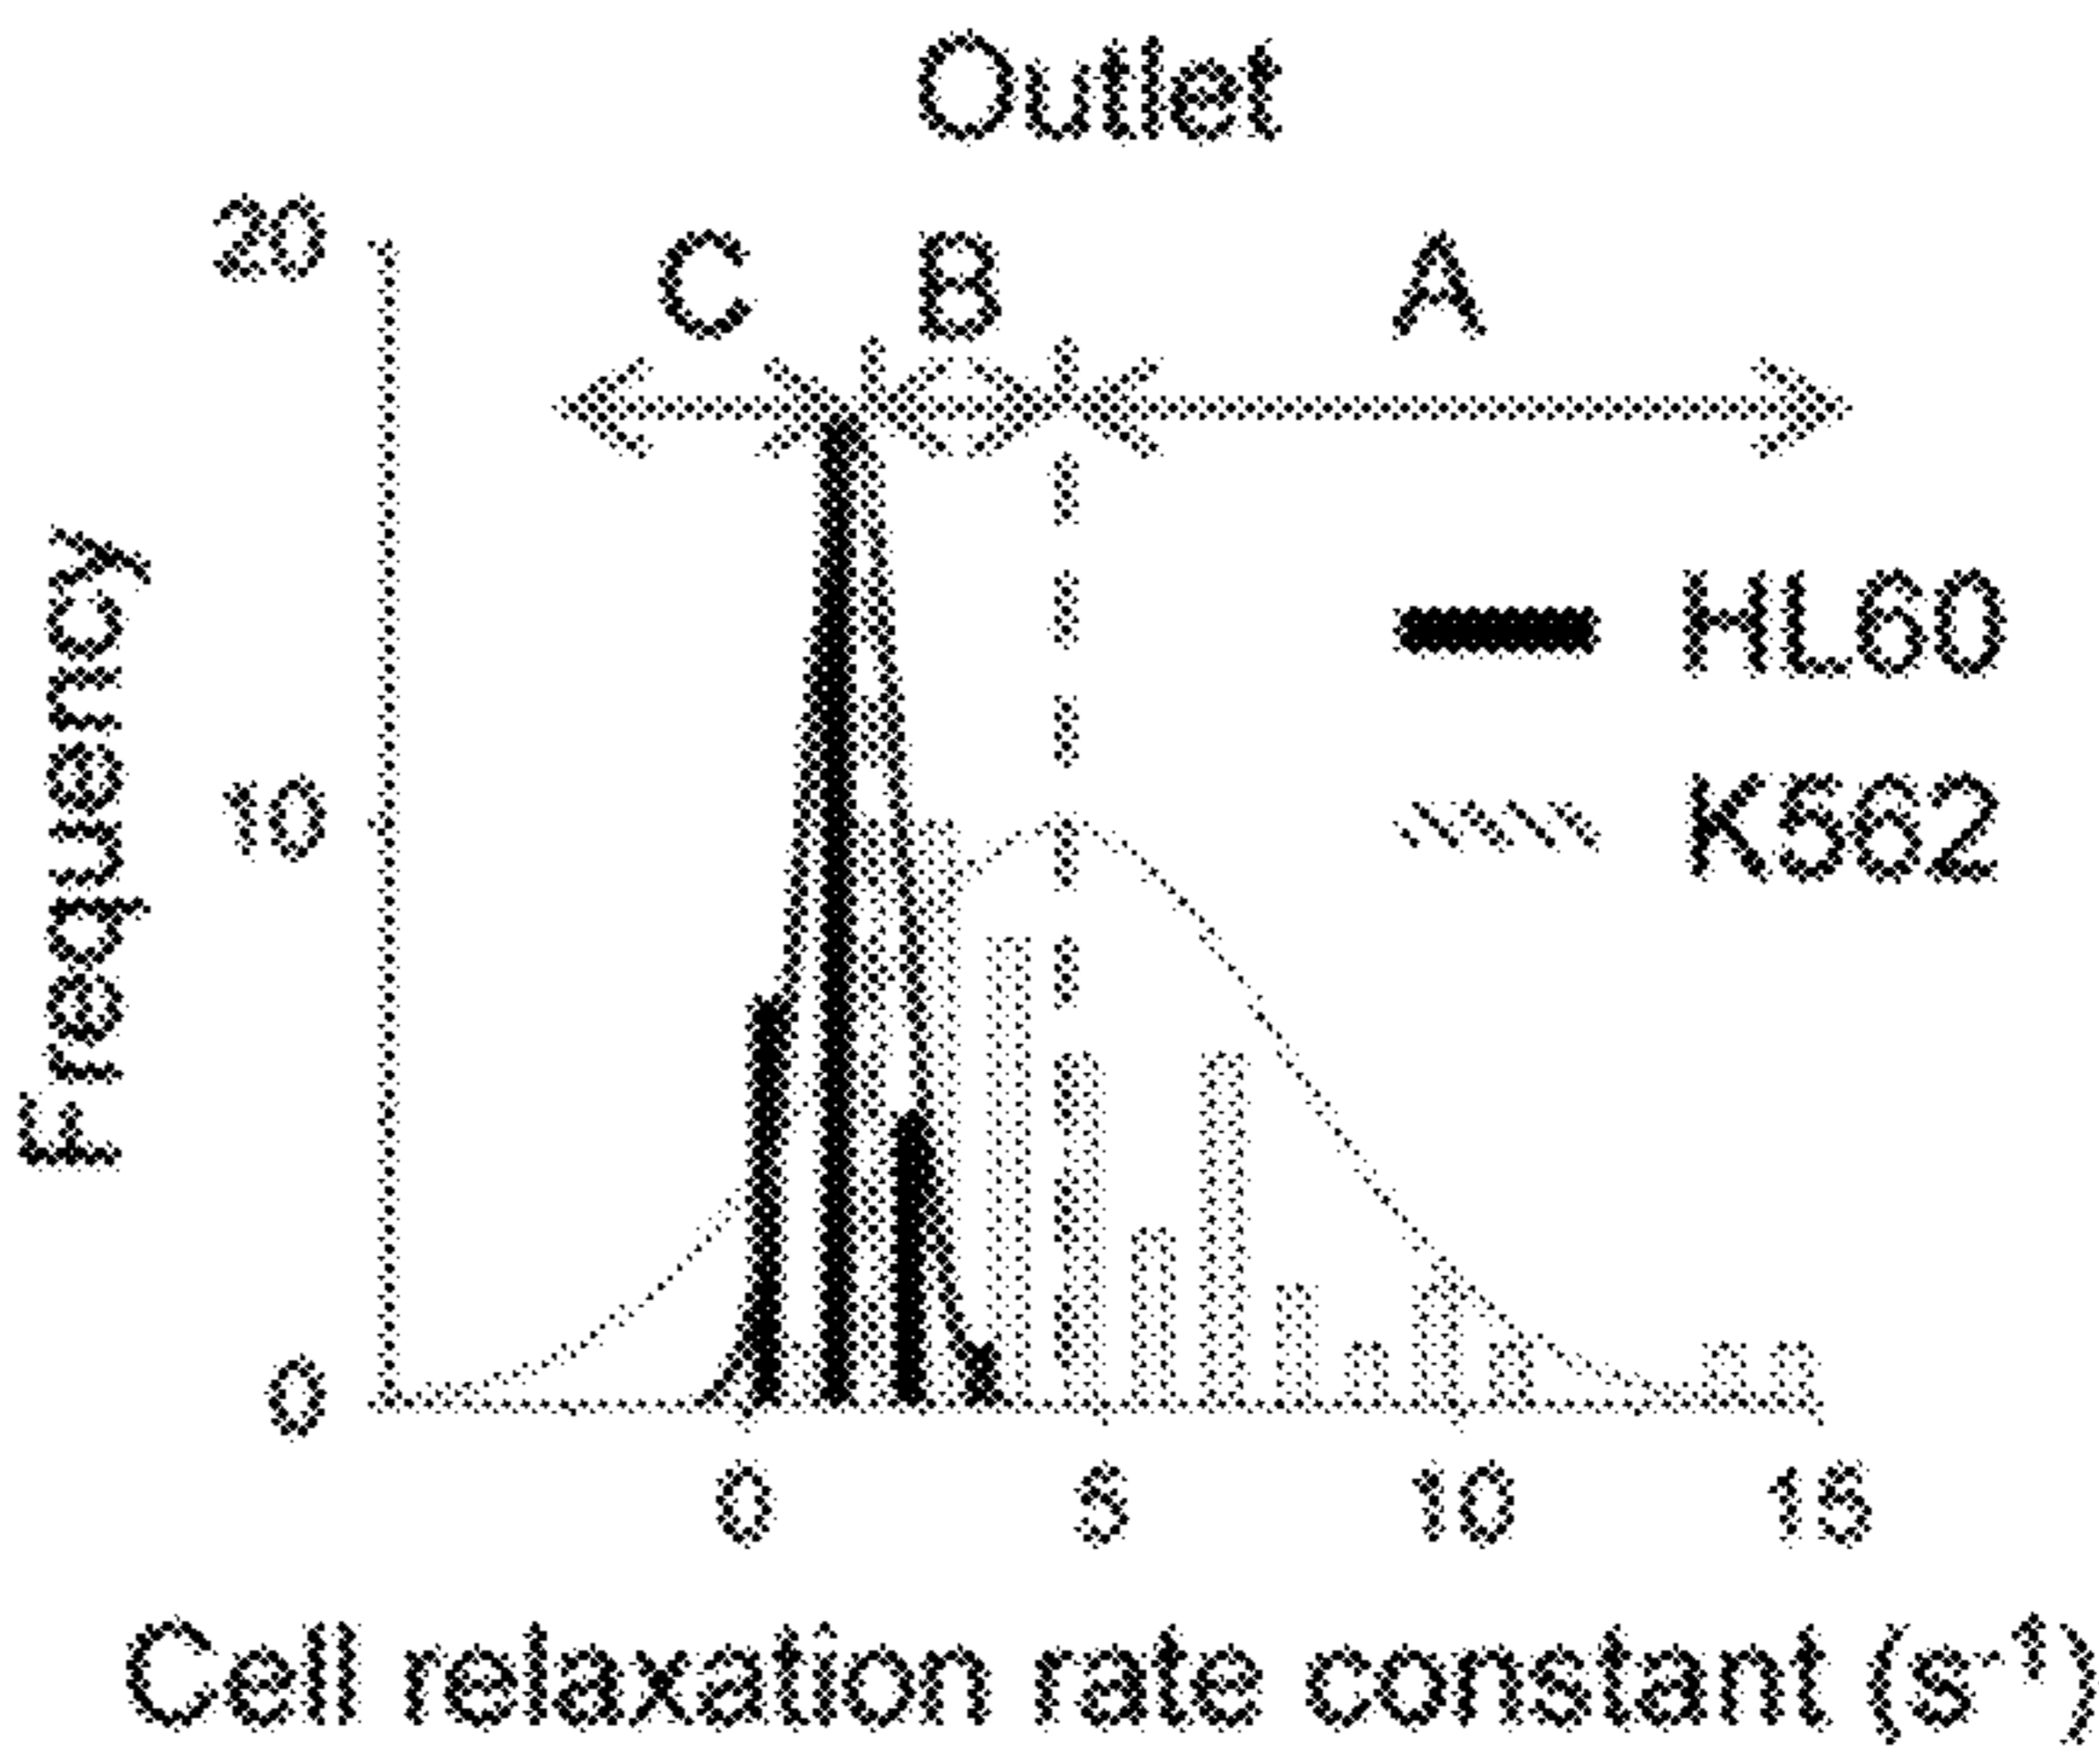 Outlet
20
C B A
HL60
K562
10
0
Frequency
0 5 10 15
Cell relaxation rate constant (s⁻¹)